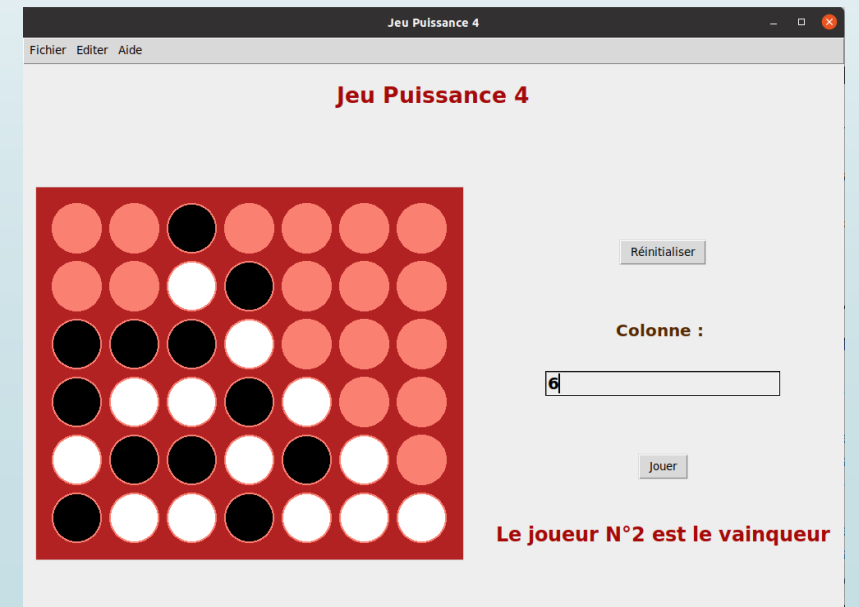 Jeu Puissance 4
Fichier Editer Aide
Jeu Puissance 4
Réinitialiser
Colonne :
6
Jouer
Le joueur N°2 est le vainqueur